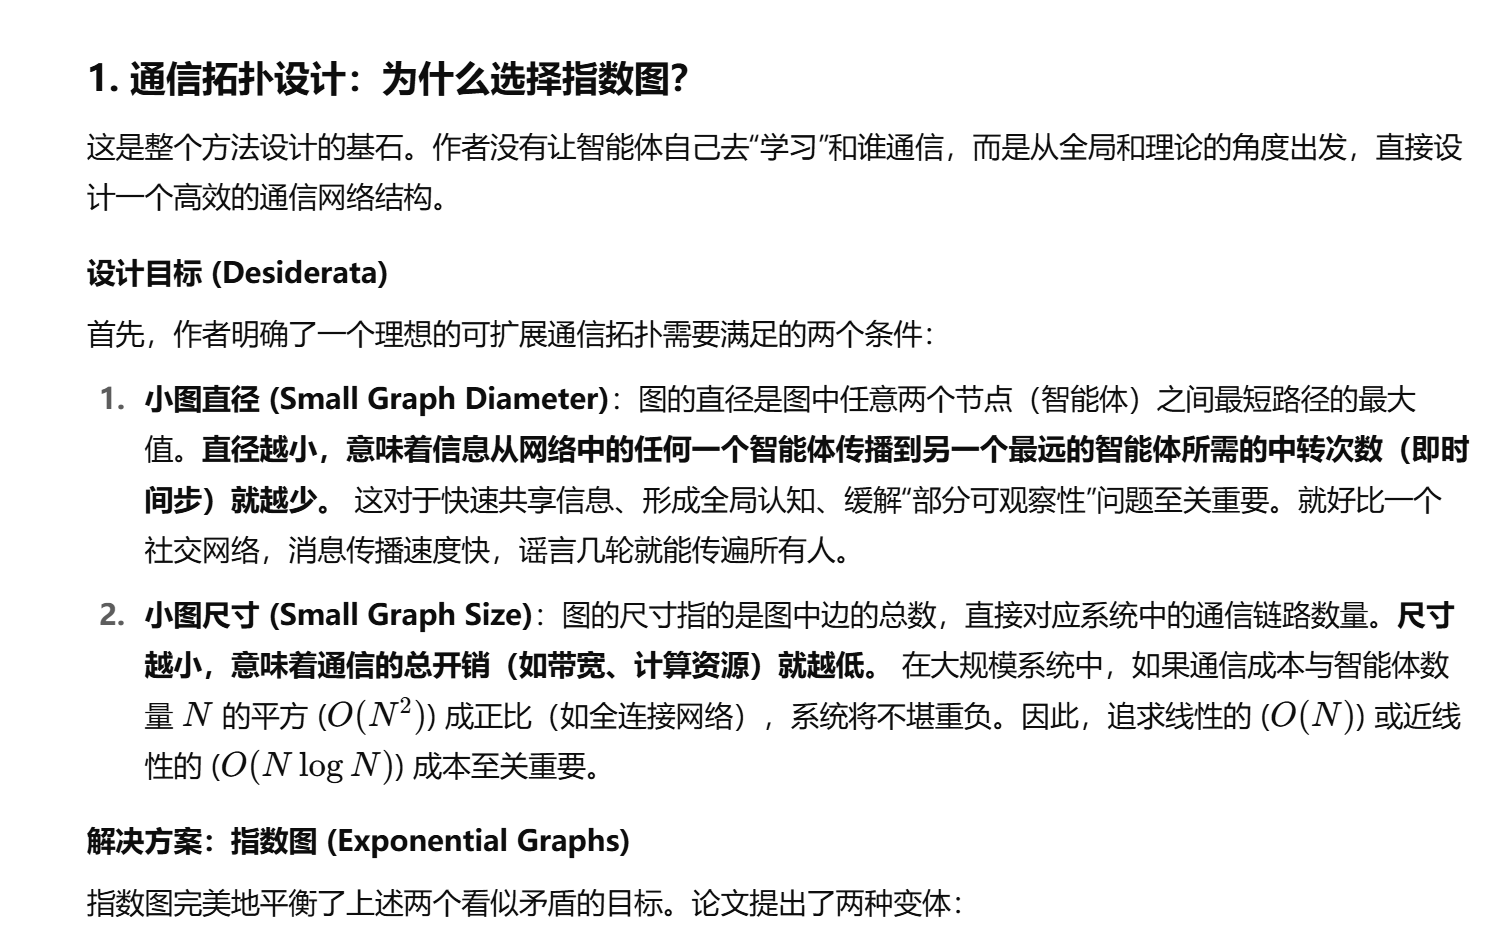 1. 通信拓扑设计：为什么选择指数图？
这是整个方法设计的基石。作者没有让智能体自己去“学习”和谁通信，而是从全局和理论的角度出发，直接设
计一个高效的通信网络结构。
设计目标 (Desiderata)
首先，作者明确了一个理想的可扩展通信拓扑需要满足的两个条件：
1. 小图直径 (Small Graph Diameter)：图的直径是图中任意两个节点（智能体）之间最短路径的最大
值。直径越小，意味着信息从网络中的任何一个智能体传播到另一个最远的智能体所需的中转次数（即时
间步）就越少。 这对于快速共享信息、形成全局认知、缓解“部分可观察性”问题至关重要。就好比一个
社交网络，消息传播速度快，谣言几轮就能传遍所有人。
2. 小图尺寸 (Small Graph Size)：图的尺寸指的是图中边的总数，直接对应系统中的通信链路数量。尺寸
越小，意味着通信的总开销（如带宽、计算资源）就越低。 在大规模系统中，如果通信成本与智能体数
量 N 的平方 (O(N²)) 成正比（如全连接网络），系统将不堪重负。因此，追求线性的 (O(N)) 或近线
性的 (O(N log N)) 成本至关重要。
解决方案：指数图 (Exponential Graphs)
指数图完美地平衡了上述两个看似矛盾的目标。论文提出了两种变体：